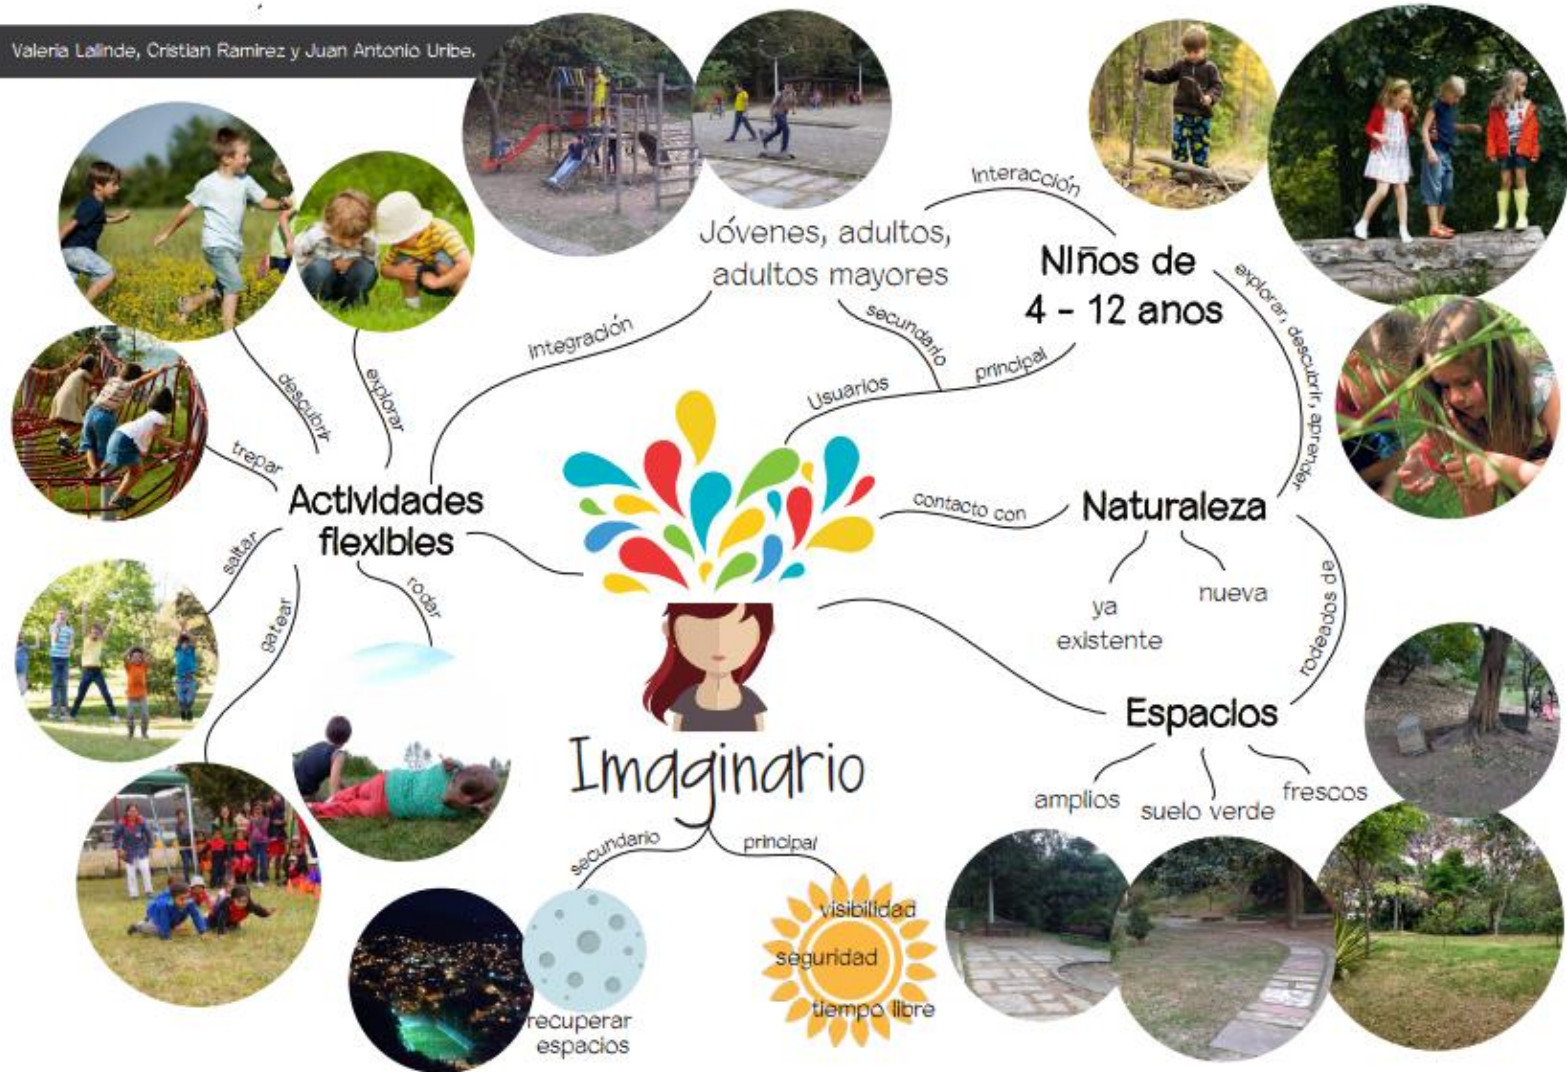 Valeria Lalinde, Cristian Ramirez y Juan Antonio Uribe.
Interacción
Jóvenes, adultos,
adultos mayores
Niños de
4 - 12 anos
explorar, descubrir, aprender
integración
secundario
principal
Usuarios
descubrir
explorar
trepar
Actividades
flexibles
saltar
gatear
rodar
contacto con
Naturaleza
ya
existente
nueva
rodeados de
Espacios
amplios
suelo verde
frescos
Imaginario
secundario
principal
visibilidad
seguridad
tiempo libre
recuperar
espacios